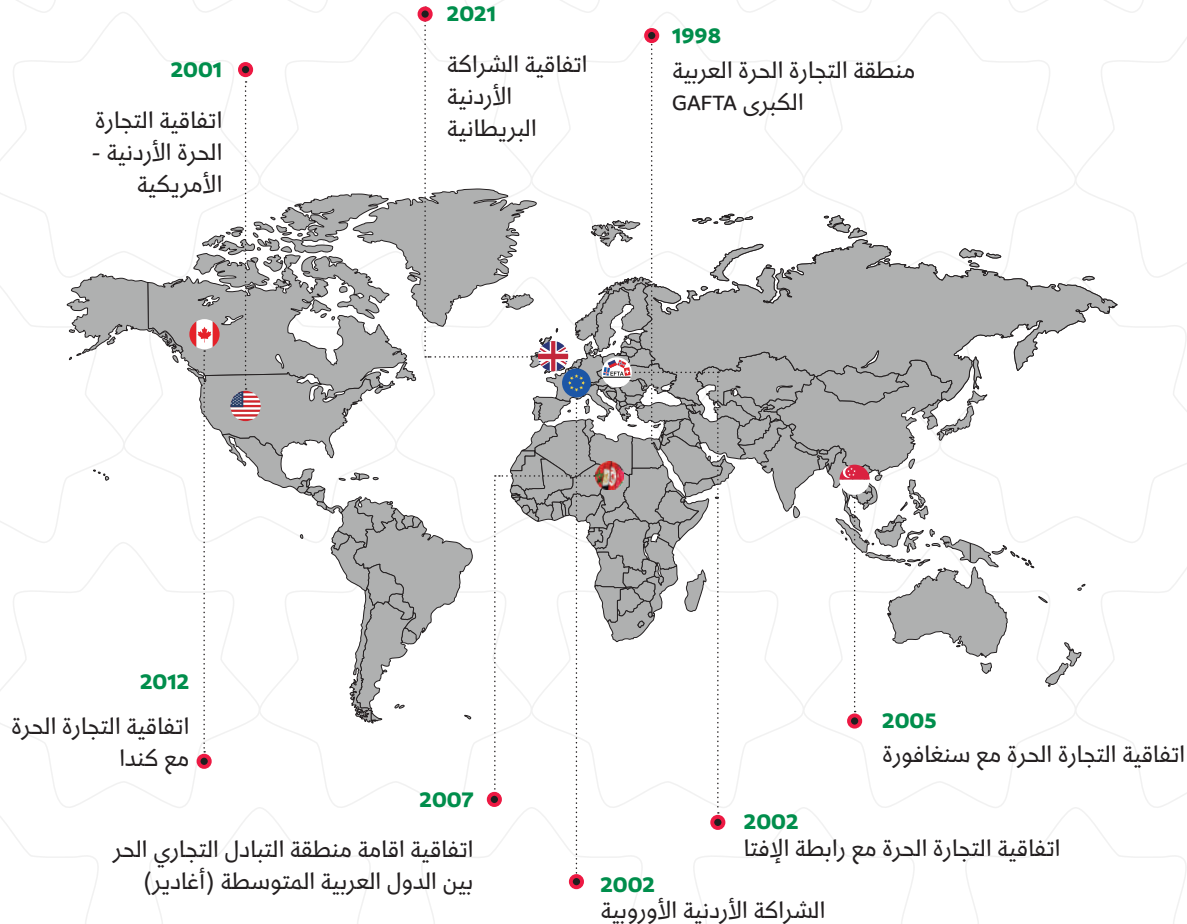 2021
اتفاقية الشراكة
الأردنية
البريطانية
1998
منطقة التجارة الحرة العربية
الكبرى GAFTA
2001
اتفاقية التجارة
الحرة الأردنية -
الأمريكية
EFTA
2012
اتفاقية التجارة الحرة
مع كندا
2005
اتفاقية التجارة الحرة مع سنغافورة
2007
اتفاقية اقامة منطقة التبادل التجاري الحر
بين الدول العربية المتوسطة (أغادير)
2002
اتفاقية التجارة الحرة مع رابطة الإفتا
2002
الشراكة الأردنية الأوروبية